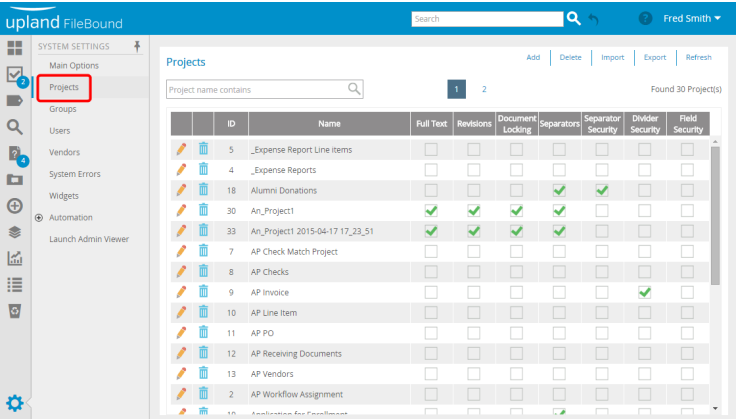 upland FileBound
Search
?
Fred Smith
SYSTEM SETTINGS
Main Options
Projects
Groups
Users
Vendors
System Errors
Widgets
Automation
Launch Admin Viewer
2
?
4
Projects
Add | Delete | Import | Export | Refresh
Project name contains
1 2
Found 30 Project(s)
ID Name Full Text Revisions Document Locking Separators Separator Security Divider Security Field Security
5 _Expense Report Line items
4 _Expense Reports
18 Alumni Donations
30 An_Project1
33 An_Project1 2015-04-17 17_23_51
7 AP Check Match Project
8 AP Checks
9 AP Invoice
10 AP Line Item
11 AP PO
12 AP Receiving Documents
13 AP Vendors
2 AP Workflow Assignment
10 Application for Enrollment